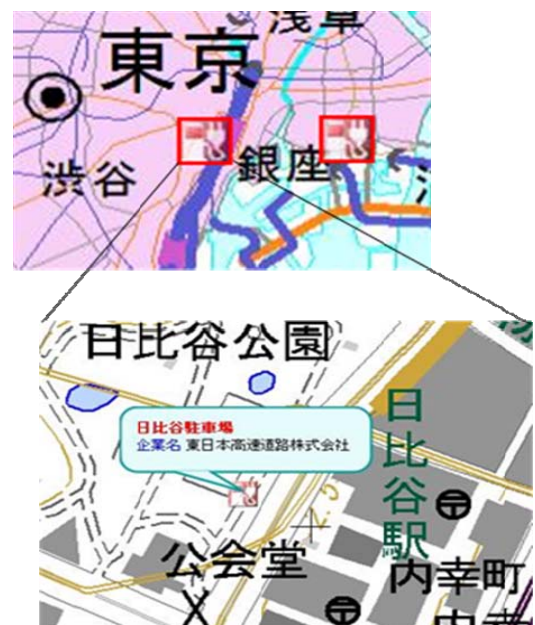 浅草
東京
渋谷
銀座
日比谷公園
日比谷駐車場
企業名 東日本高速道路株式会社
日比谷駅
公会堂
内幸町